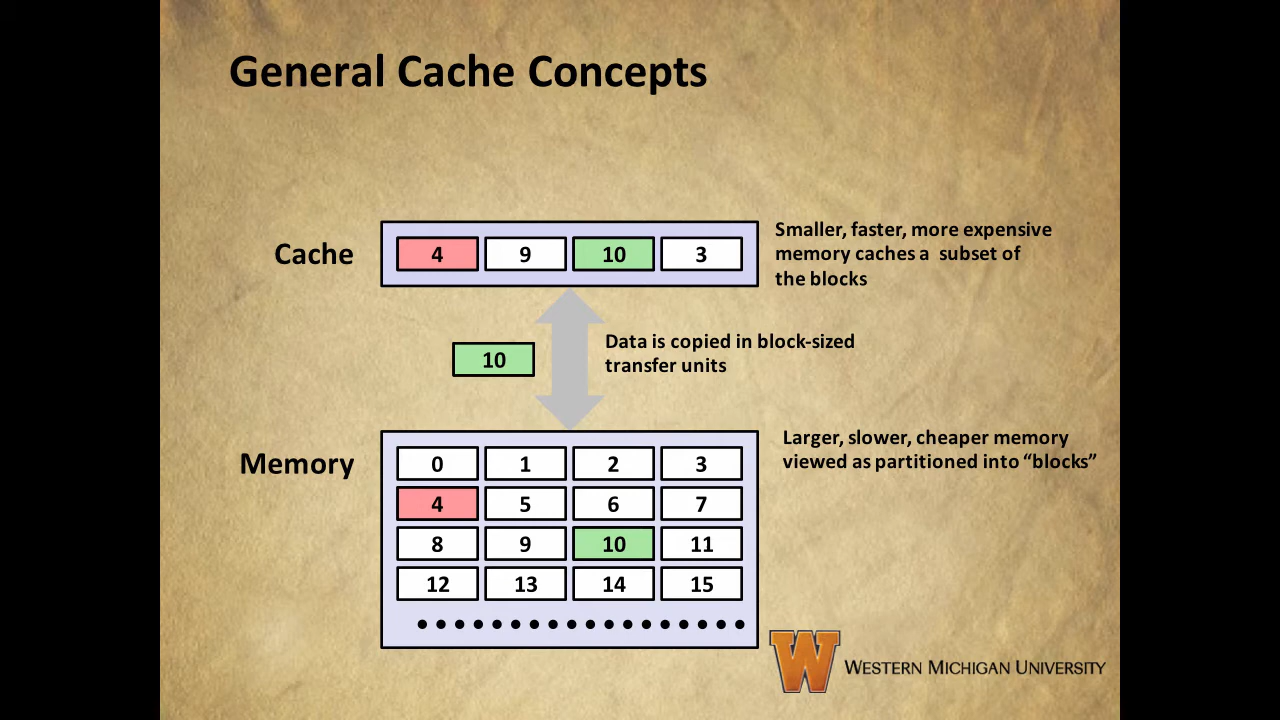 General Cache Concepts
Cache
4 9 10 3
Smaller, faster, more expensive
memory caches a subset of
the blocks
10
Data is copied in block-sized
transfer units
Memory
0 1 2 3
4 5 6 7
8 9 10 11
12 13 14 15
Larger, slower, cheaper memory
viewed as partitioned into “blocks”
W WESTERN MICHIGAN UNIVERSITY